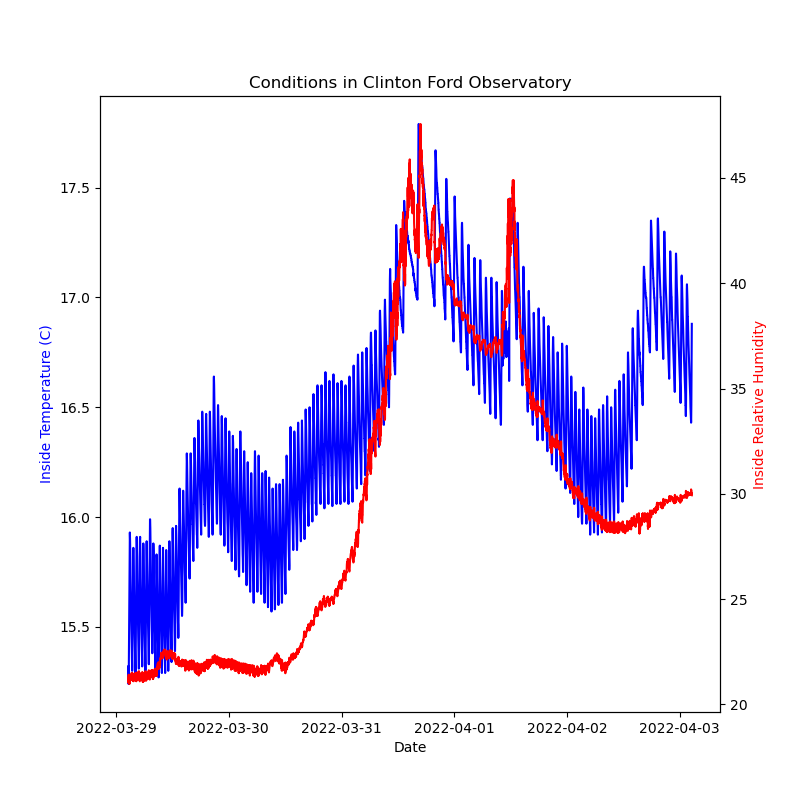 Conditions in Clinton Ford Observatory
Inside Temperature (C)
17.5
17.0
16.5
16.0
15.5
45
40
35
30
25
20
Inside Relative Humidity
2022-03-29 2022-03-30 2022-03-31 2022-04-01 2022-04-02 2022-04-03
Date